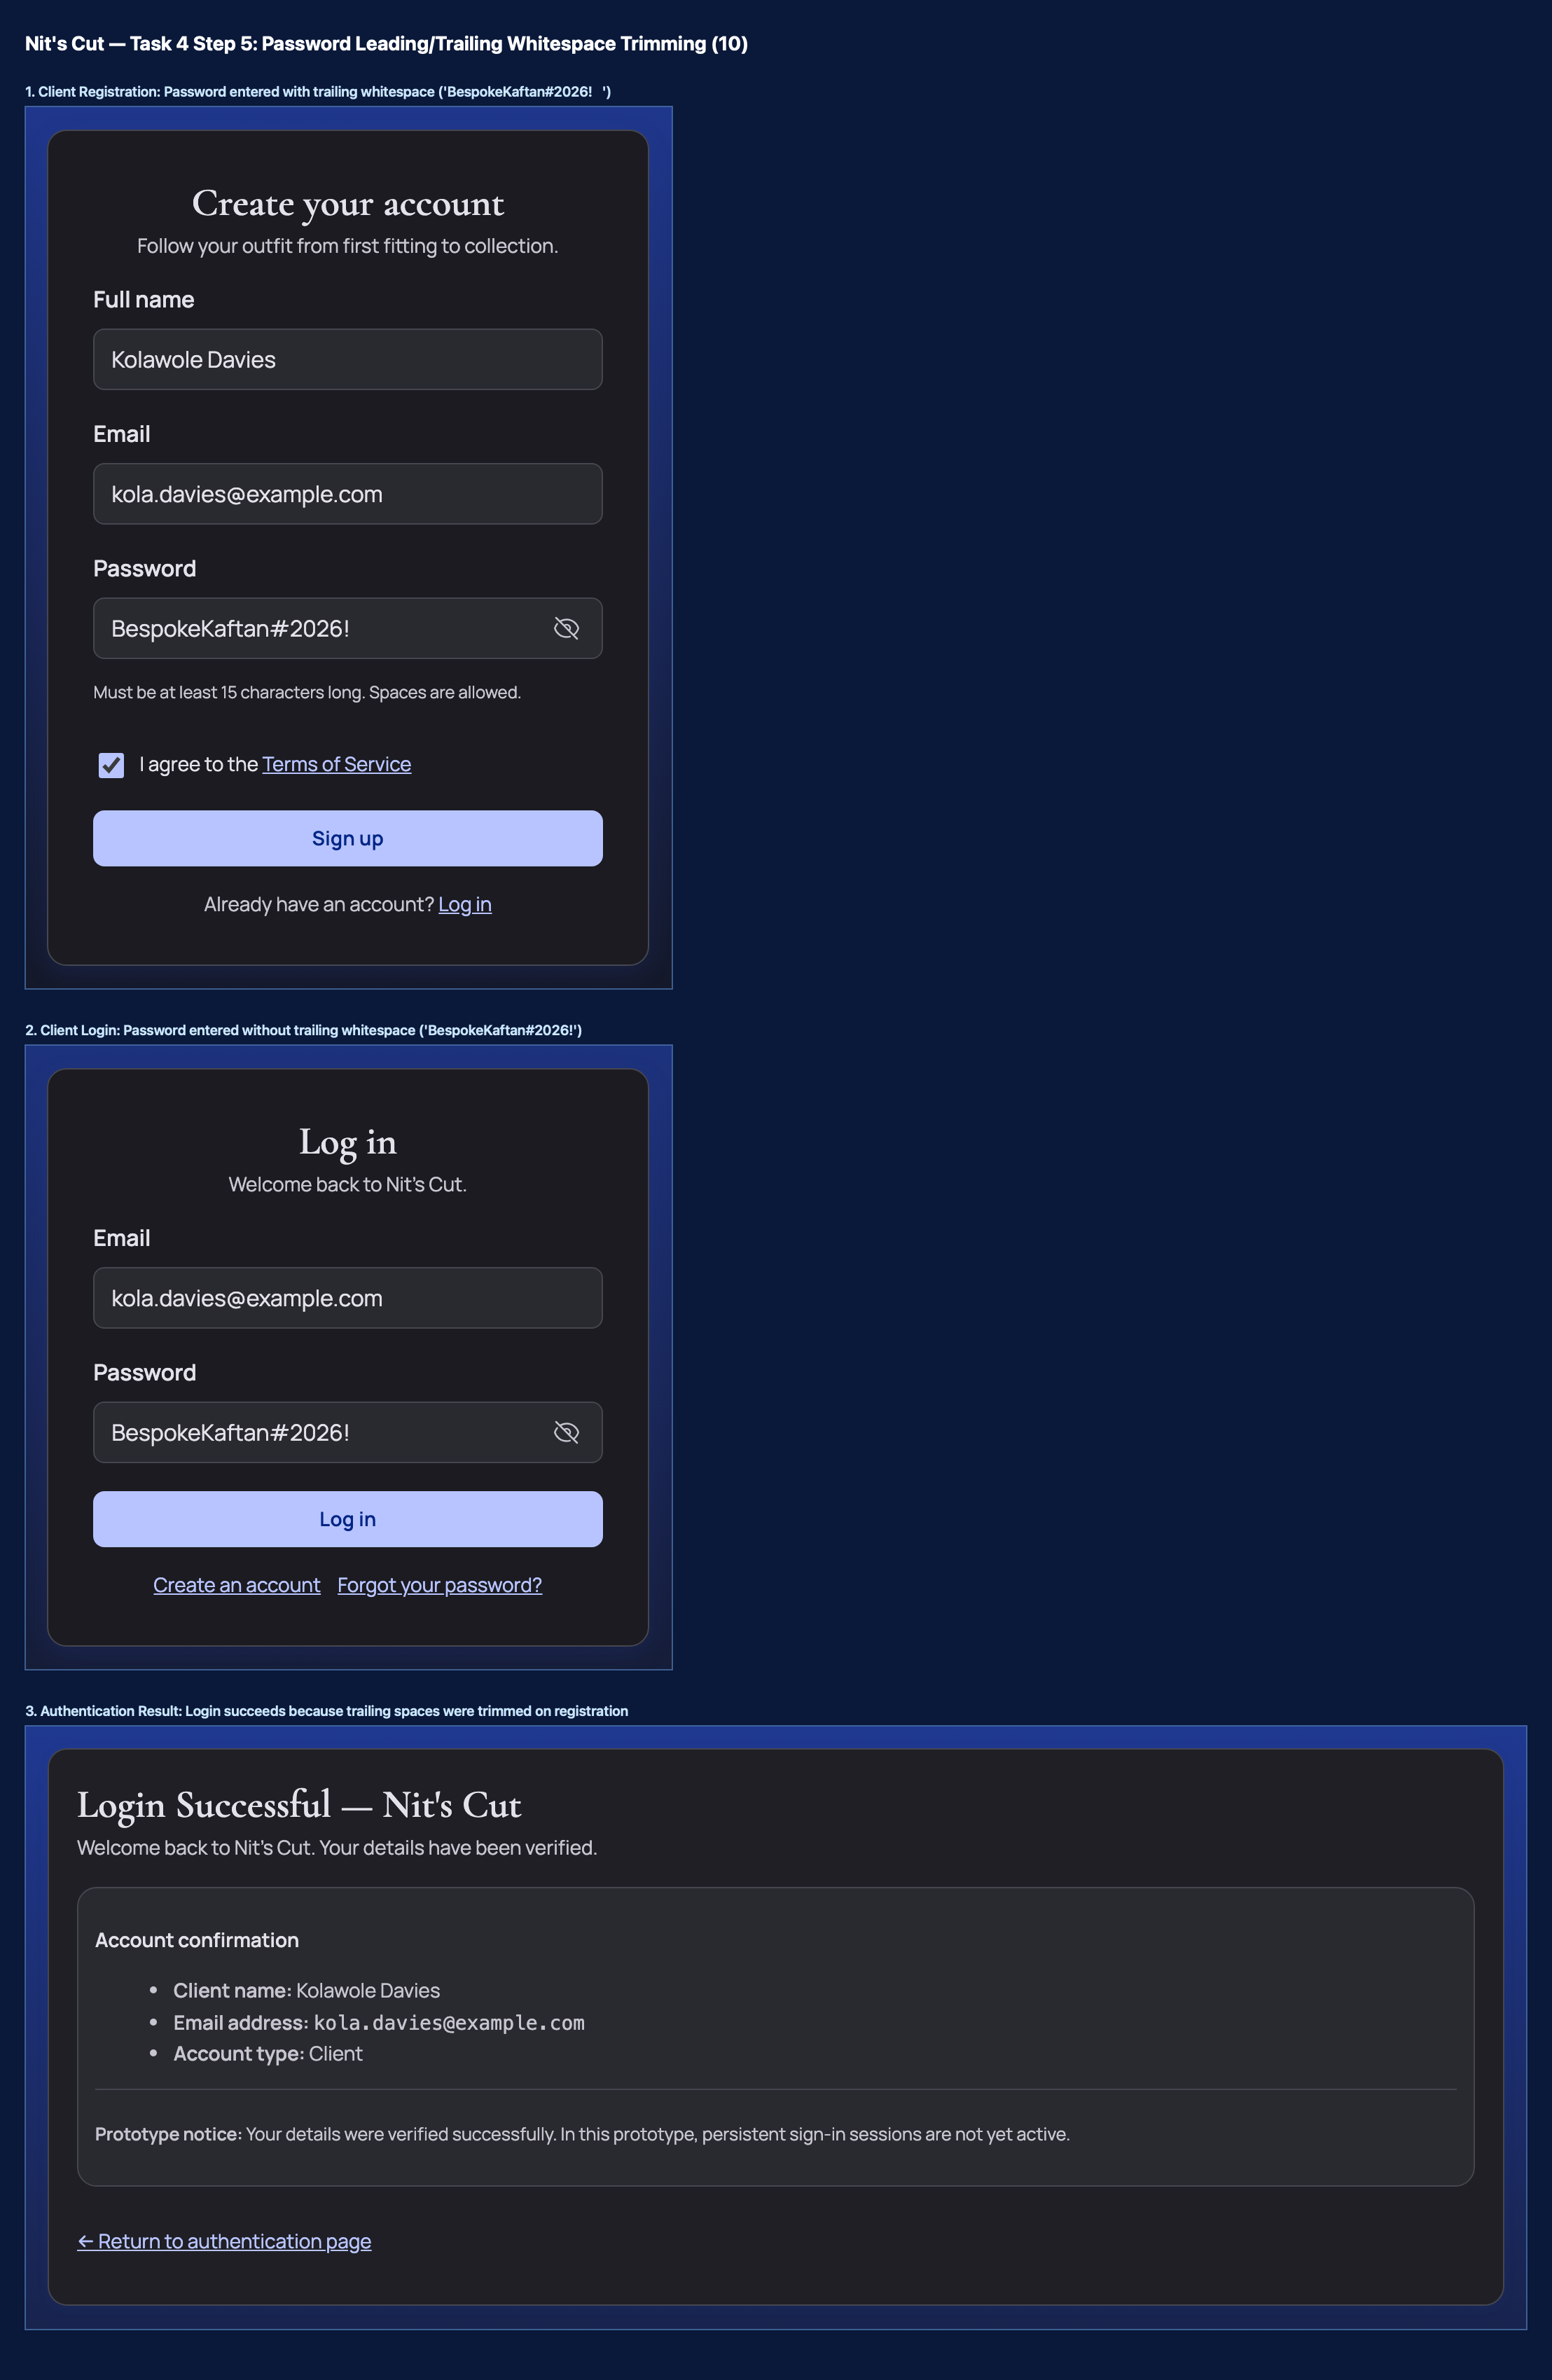 Nit's Cut — Task 4 Step 5: Password Leading/Trailing Whitespace Trimming (10)
1. Client Registration: Password entered with trailing whitespace ('BespokeKaftan#2026!   ')
Create your account
Follow your outfit from first fitting to collection.
Full name
Kolawole Davies
Email
kola.davies@example.com
Password
BespokeKaftan#2026!
Must be at least 15 characters long. Spaces are allowed.
I agree to the Terms of Service
Sign up
Already have an account? Log in
2. Client Login: Password entered without trailing whitespace ('BespokeKaftan#2026!')
Log in
Welcome back to Nit's Cut.
Email
kola.davies@example.com
Password
BespokeKaftan#2026!
Log in
Create an account Forgot your password?
3. Authentication Result: Login succeeds because trailing spaces were trimmed on registration
Login Successful — Nit's Cut
Welcome back to Nit's Cut. Your details have been verified.
Account confirmation
• Client name: Kolawole Davies
• Email address: kola.davies@example.com
• Account type: Client
Prototype notice: Your details were verified successfully. In this prototype, persistent sign-in sessions are not yet active.
← Return to authentication page